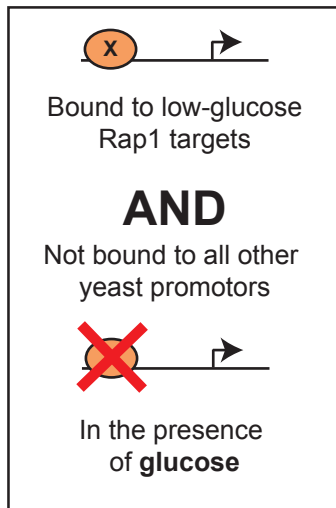 X
Bound to low-glucose
Rap1 targets
AND
Not bound to all other
yeast promotors
In the presence
of glucose